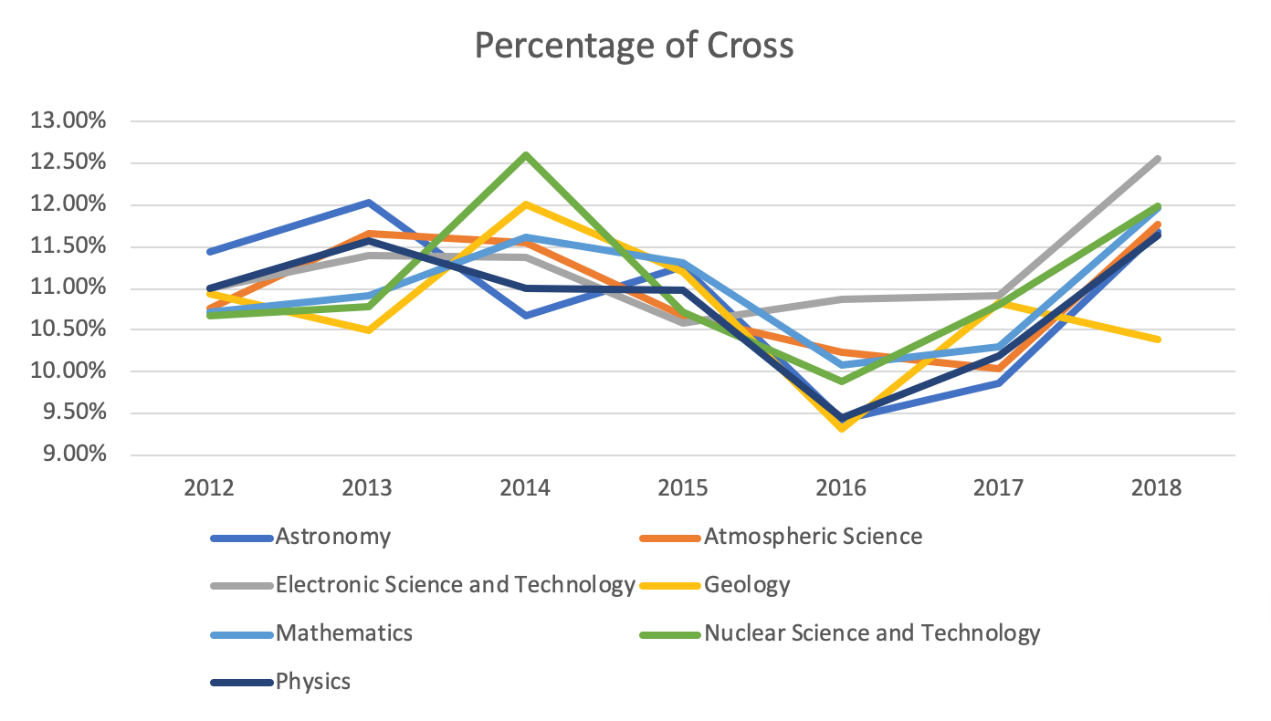 Percentage of Cross
13.00%
12.50%
12.00%
11.50%
11.00%
10.50%
10.00%
9.50%
9.00%
2012 2013 2014 2015 2016 2017 2018
Astronomy Atmospheric Science
Electronic Science and Technology Geology
Mathematics Nuclear Science and Technology
Physics